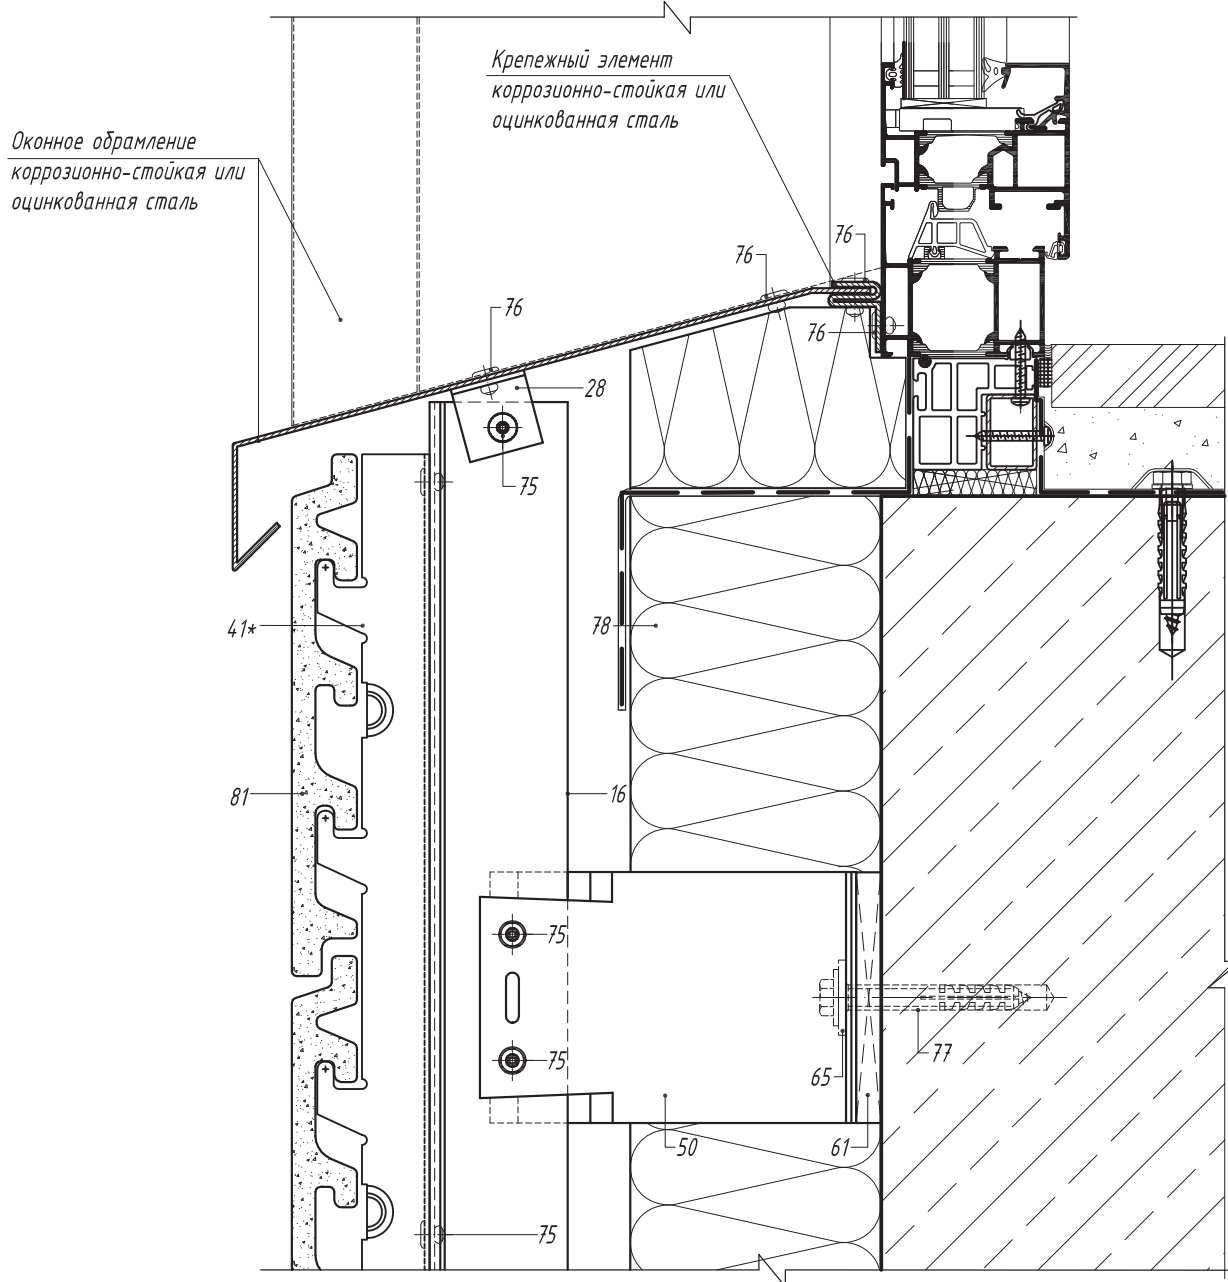 Крепежный элемент
коррозионно-стойкая или
оцинкованная сталь
Оконное обрамление
коррозионно-стойкая или
оцинкованная сталь
76
76
76
76
28
75
41*
78
81
16
75
75
77
65
50
61
75